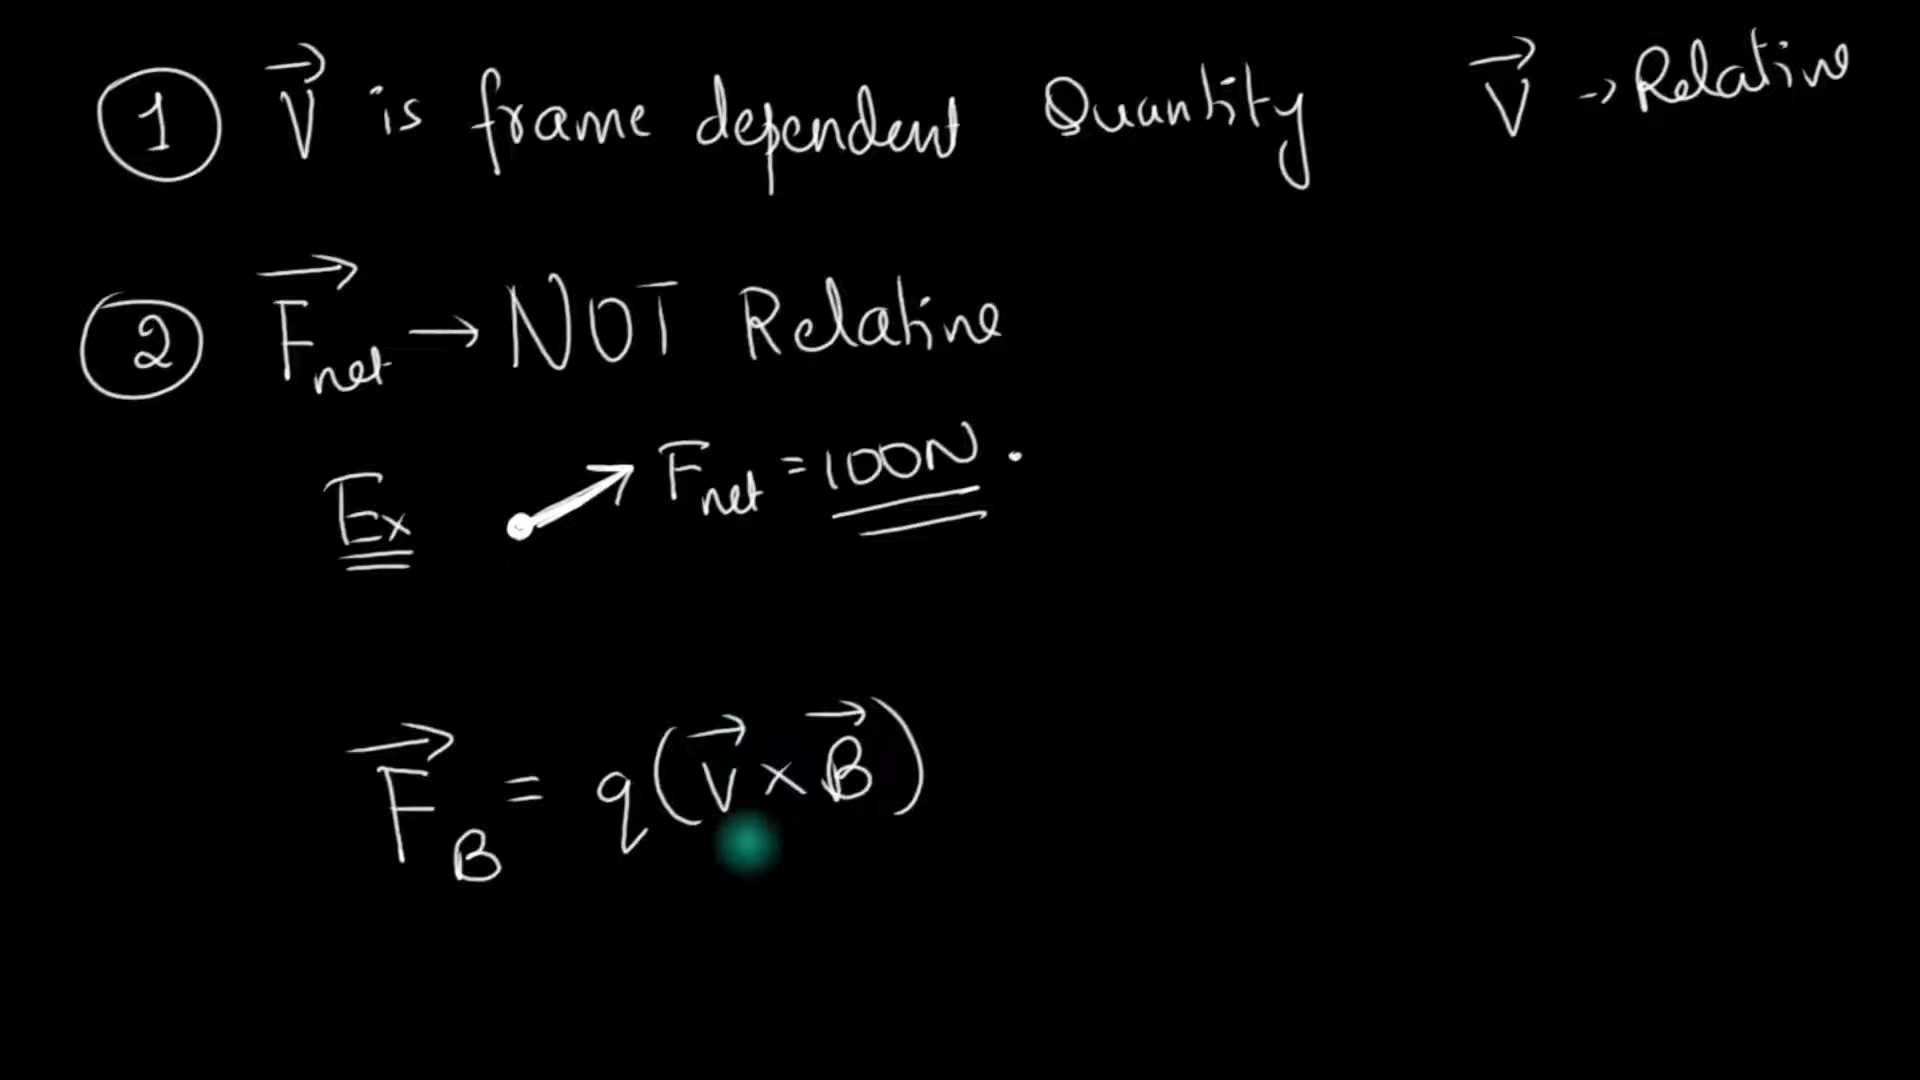 ① V⃗ is frame dependent Quantity V⃗ → Relative
② F⃗net → NOT Relative
Ex Fnet = 100N.
F⃗B = q(v⃗ × B⃗)